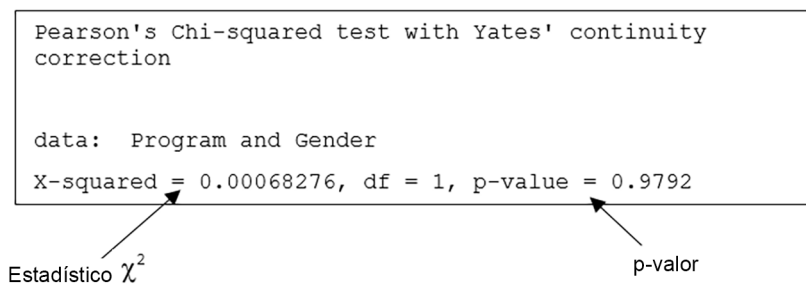 Pearson's Chi-squared test with Yates' continuity
correction
data: Program and Gender
X-squared = 0.00068276, df = 1, p-value = 0.9792
Estadístico χ²
p-valor